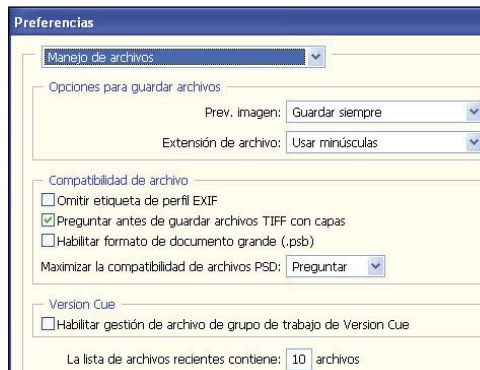 Preferencias
Manejo de archivos
Opciones para guardar archivos
Prev. imagen: Guardar siempre
Extensión de archivo: Usar minúsculas
Compatibilidad de archivo
Omitir etiqueta de perfil EXIF
Preguntar antes de guardar archivos TIFF con capas
Habilitar formato de documento grande (.psb)
Maximizar la compatibilidad de archivos PSD: Preguntar
Version Cue
Habilitar gestión de archivo de grupo de trabajo de Version Cue
La lista de archivos recientes contiene: 10 archivos